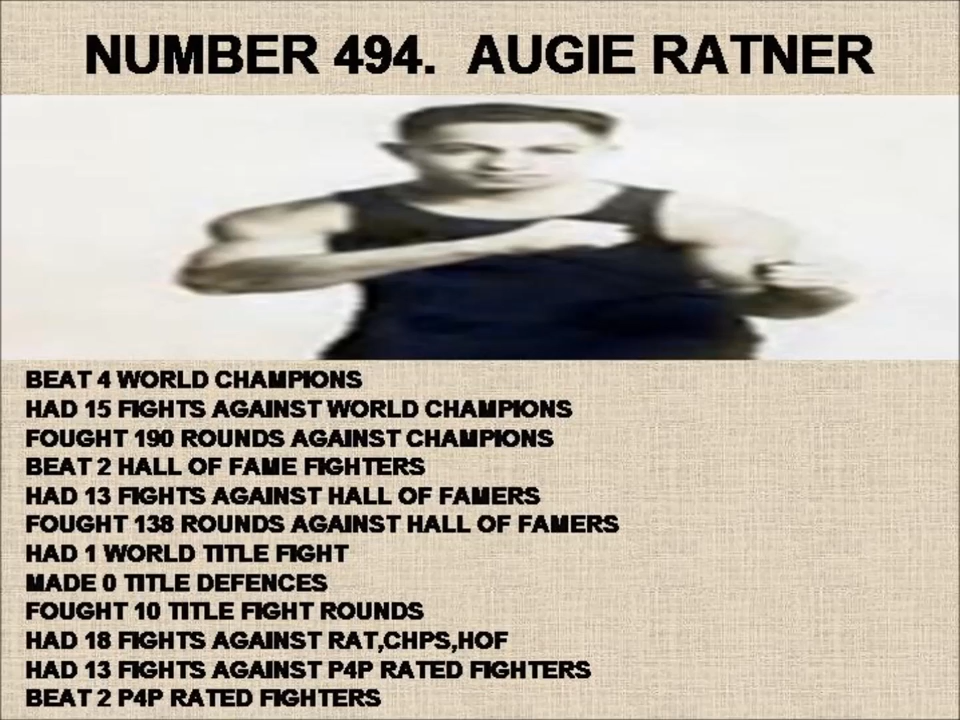 NUMBER 494. AUGIE RATNER
BEAT 4 WORLD CHAMPIONS
HAD 15 FIGHTS AGAINST WORLD CHAMPIONS
FOUGHT 190 ROUNDS AGAINST CHAMPIONS
BEAT 2 HALL OF FAME FIGHTERS
HAD 13 FIGHTS AGAINST HALL OF FAMERS
FOUGHT 138 ROUNDS AGAINST HALL OF FAMERS
HAD 1 WORLD TITLE FIGHT
MADE 0 TITLE DEFENCES
FOUGHT 10 TITLE FIGHT ROUNDS
HAD 18 FIGHTS AGAINST RAT,CHPS,HOF
HAD 13 FIGHTS AGAINST P4P RATED FIGHTERS
BEAT 2 P4P RATED FIGHTERS